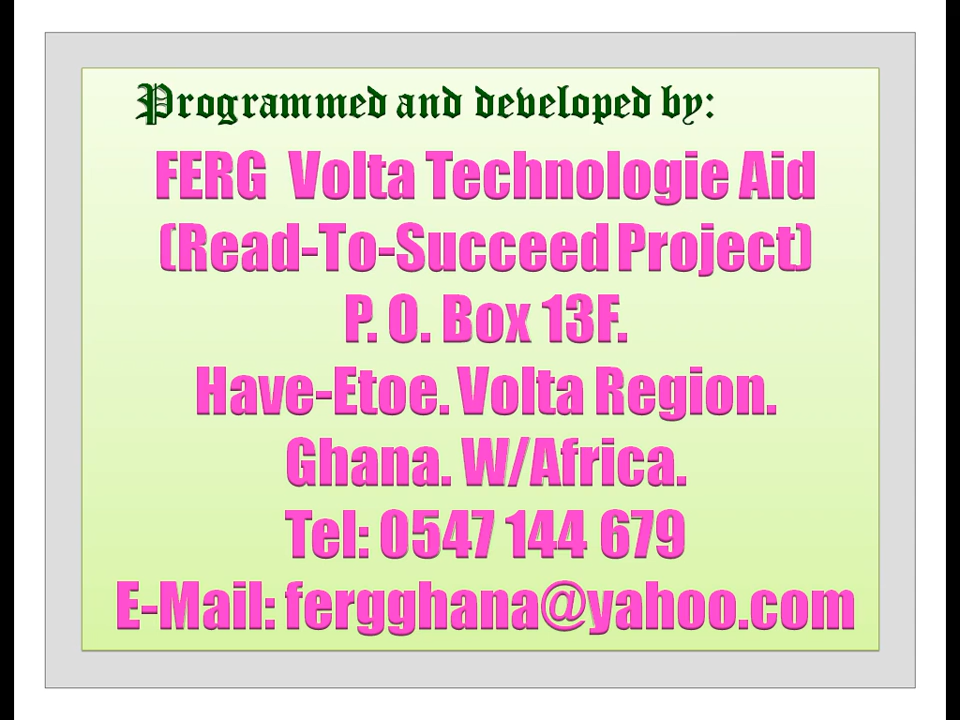 Programmed and developed by:
FERG Volta Technologie Aid
(Read-To-Succeed Project)
P. O. Box 13F.
Have-Etoe. Volta Region.
Ghana. W/Africa.
Tel: 0547 144 679
E-Mail: fergghana@yahoo.com